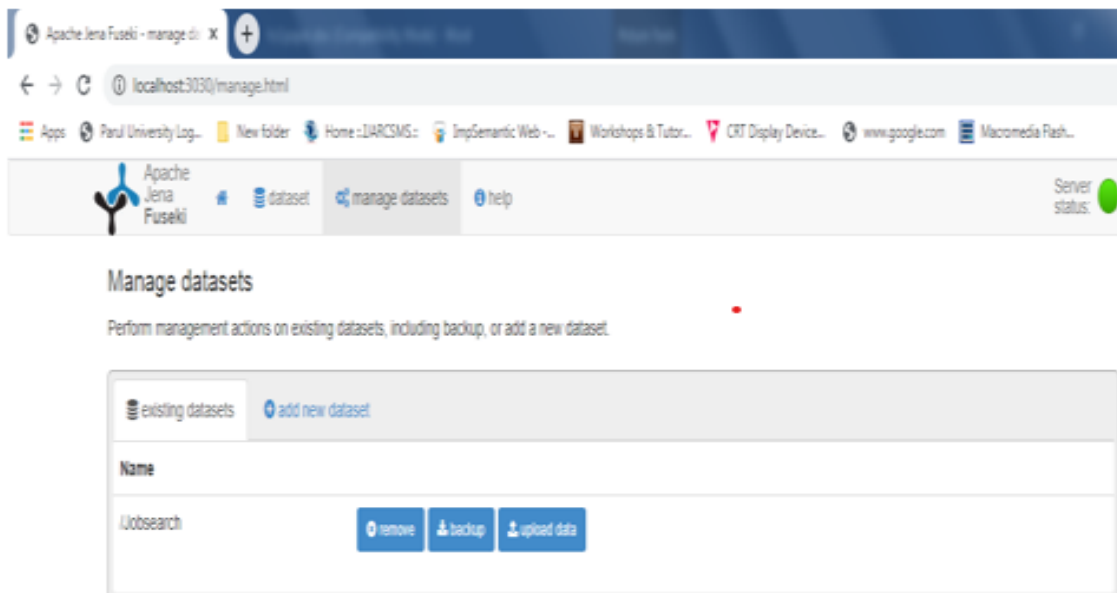 Apache Jena Fuseki - manage da
localhost:3030/manage.html
Apps Parul University Log... New folder Home ::IJARCSMS:: ImpSemantic Web -... Workshops & Tutor... CRT Display Device... www.google.com Macromedia Flash...
Apache
Jena
Fuseki
dataset manage datasets help
Server
status:
Manage datasets
Perform management actions on existing datasets, including backup, or add a new dataset.
existing datasets add new dataset
Name
/Jobsearch remove backup upload data